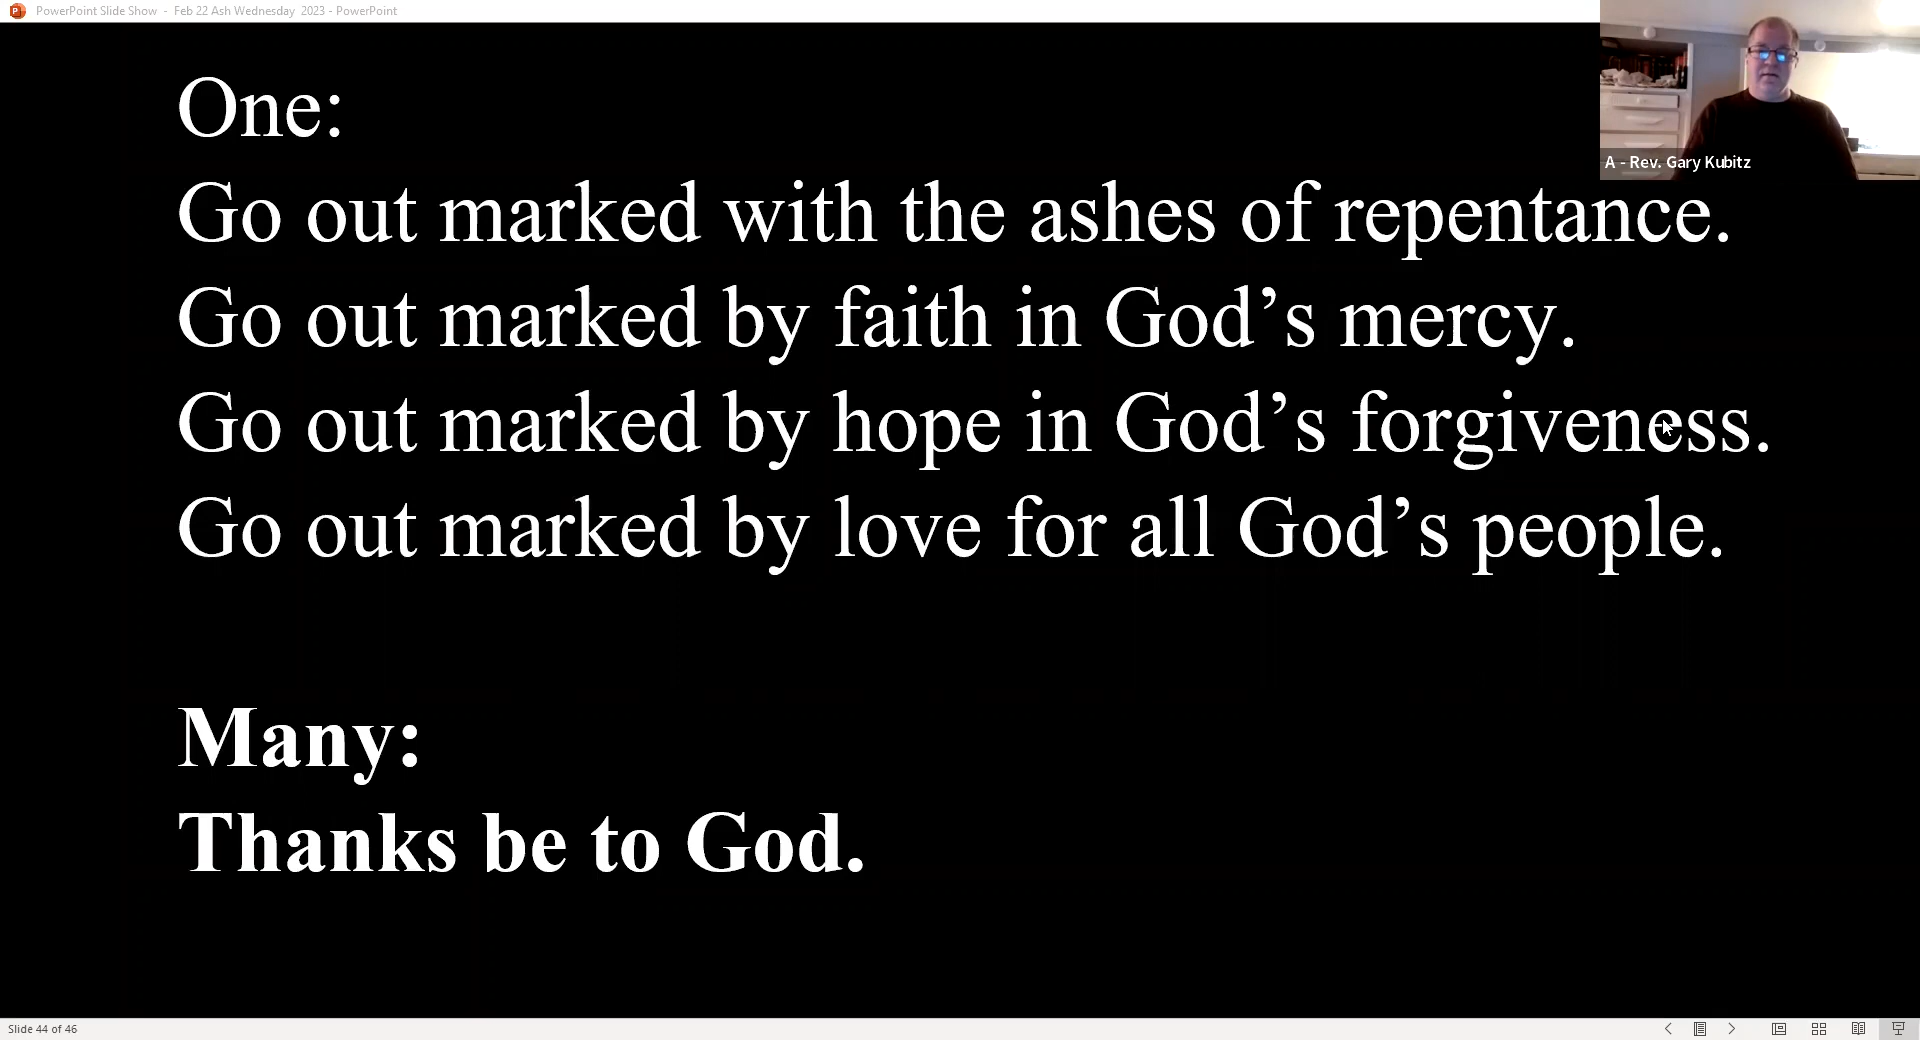 PowerPoint Slide Show - Feb 22 Ash Wednesday 2023 - PowerPoint
A - Rev. Gary Kubitz
One:
Go out marked with the ashes of repentance.
Go out marked by faith in God’s mercy.
Go out marked by hope in God’s forgiveness.
Go out marked by love for all God’s people.
Many:
Thanks be to God.
Slide 44 of 46